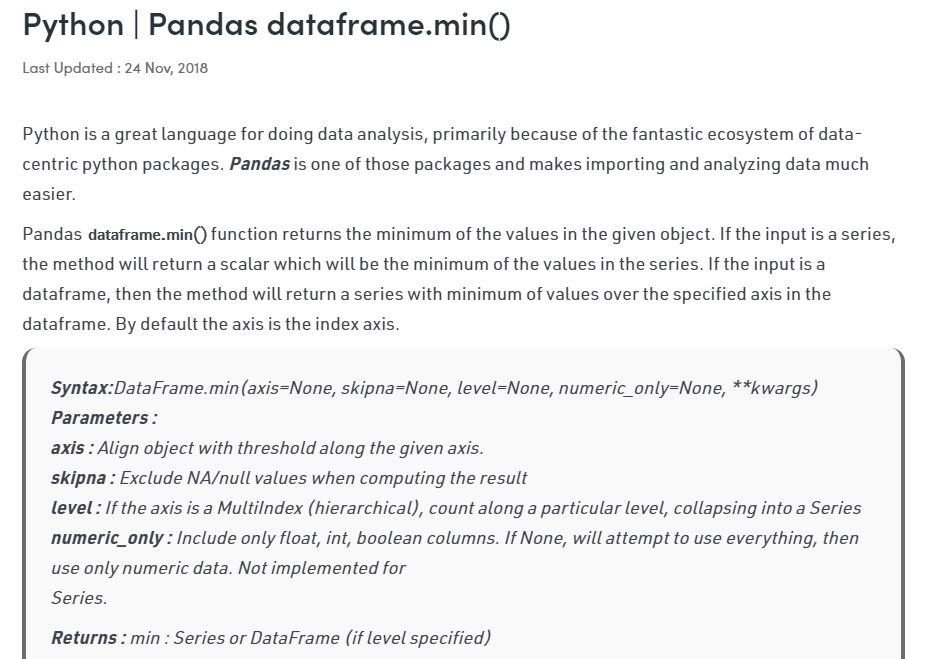 Python | Pandas dataframe.min()
Last Updated : 24 Nov, 2018
Python is a great language for doing data analysis, primarily because of the fantastic ecosystem of data-
centric python packages. Pandas is one of those packages and makes importing and analyzing data much
easier.
Pandas dataframe.min() function returns the minimum of the values in the given object. If the input is a series,
the method will return a scalar which will be the minimum of the values in the series. If the input is a
dataframe, then the method will return a series with minimum of values over the specified axis in the
dataframe. By default the axis is the index axis.
Syntax:DataFrame.min(axis=None, skipna=None, level=None, numeric_only=None, **kwargs)
Parameters :
axis : Align object with threshold along the given axis.
skipna : Exclude NA/null values when computing the result
level : If the axis is a MultiIndex (hierarchical), count along a particular level, collapsing into a Series
numeric_only : Include only float, int, boolean columns. If None, will attempt to use everything, then
use only numeric data. Not implemented for
Series.
Returns : min : Series or DataFrame (if level specified)